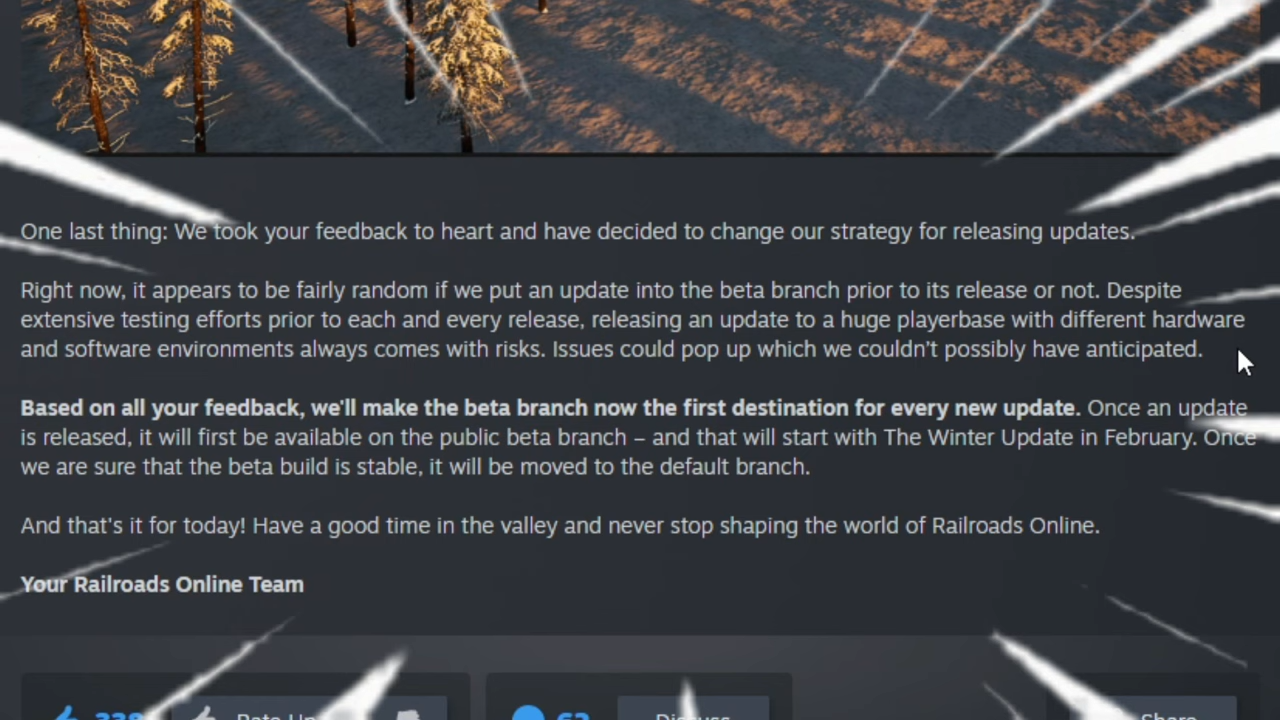 One last thing: We took your feedback to heart and have decided to change our strategy for releasing updates.
Right now, it appears to be fairly random if we put an update into the beta branch prior to its release or not. Despite
extensive testing efforts prior to each and every release, releasing an update to a huge playerbase with different hardware
and software environments always comes with risks. Issues could pop up which we couldn't possibly have anticipated.
Based on all your feedback, we'll make the beta branch now the first destination for every new update. Once an update
is released, it will first be available on the public beta branch – and that will start with The Winter Update in February. Once
we are sure that the beta build is stable, it will be moved to the default branch.
And that's it for today! Have a good time in the valley and never stop shaping the world of Railroads Online.
Your Railroads Online Team
Rate Up Discuss Share